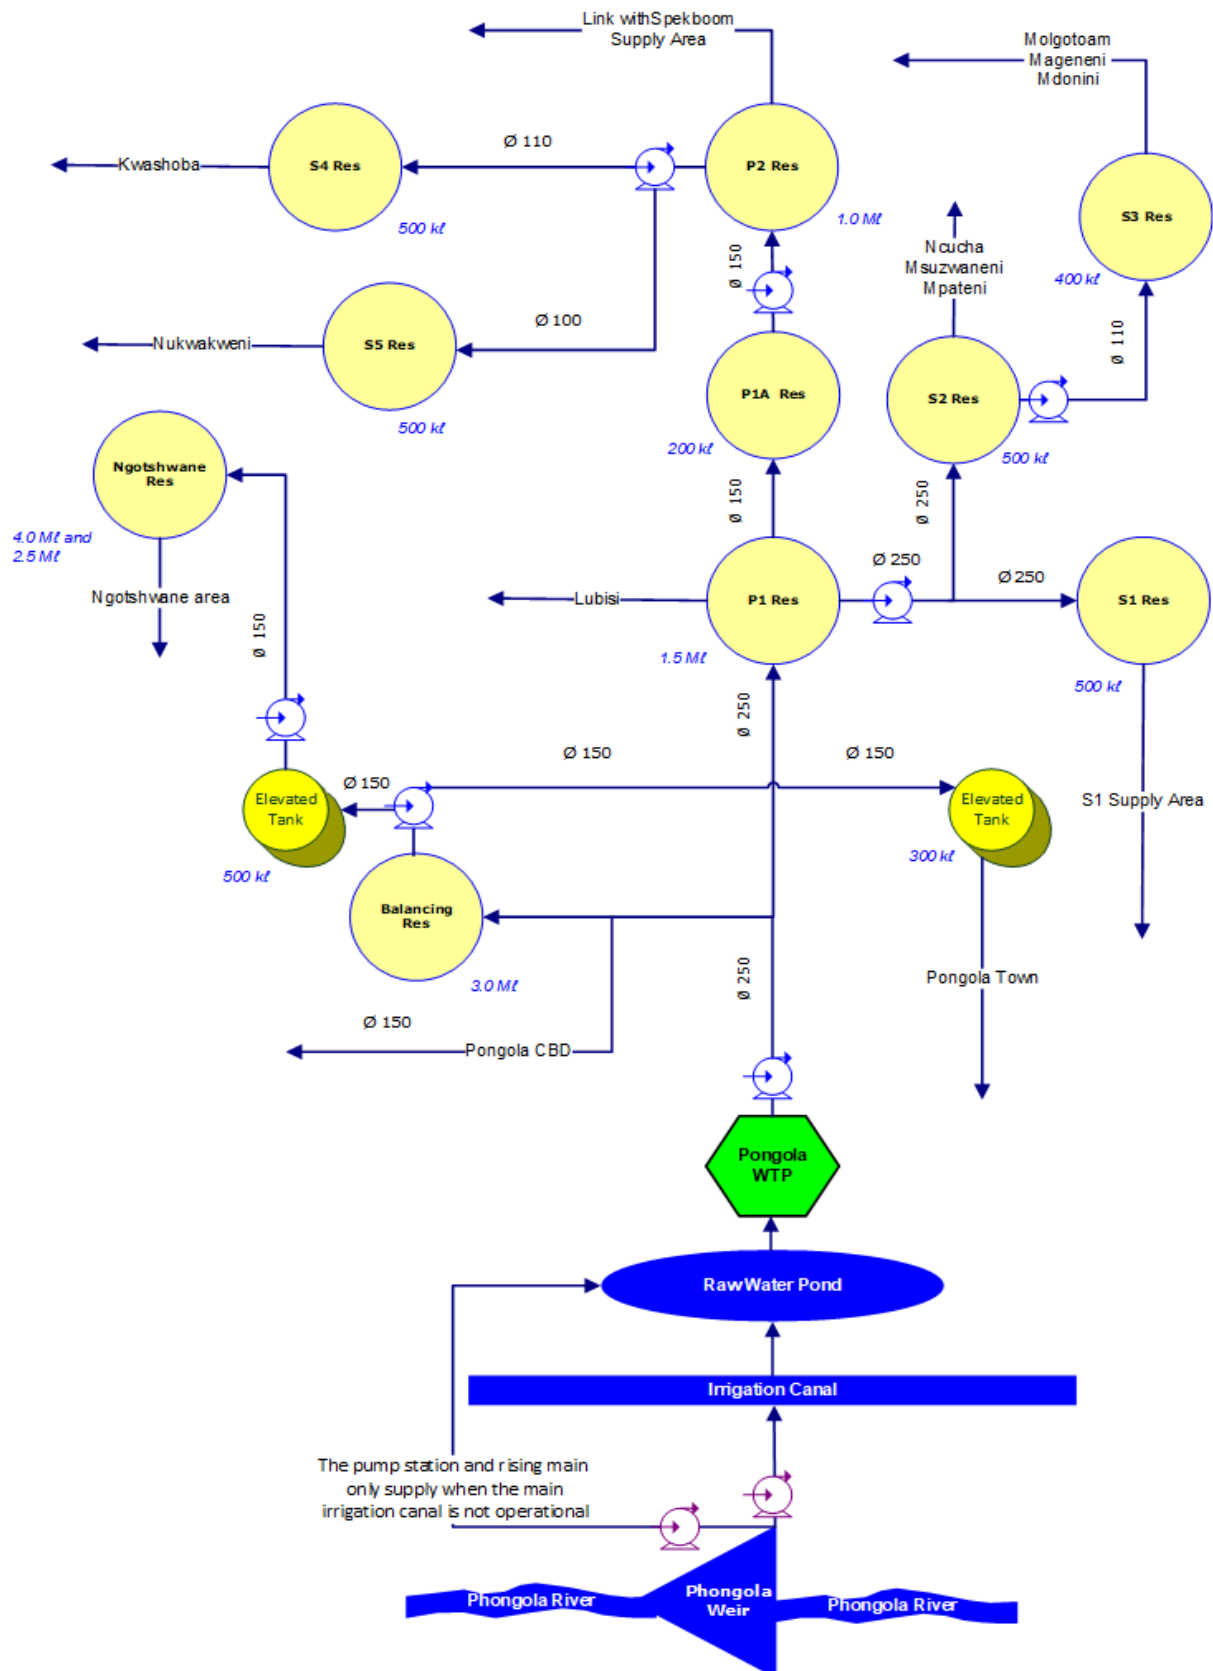 Link withSpekboom
Supply Area
Molgotoam
Mageneni
Mdonini
Ø 110
S4 Res
P2 Res
Kwashoba
S3 Res
500 kℓ
1.0 Mℓ
Ncucha
Msuzwaneni
Mpateni
Ø 150
400 kℓ
Ø 100
Nukwakweni
S5 Res
Ø 110
P1A Res
S2 Res
500 kℓ
200 kℓ
500 kℓ
Ngotshwane
Res
Ø 150
Ø 250
4.0 Mℓ and
2.5 Mℓ
Ø 250
Ø 250
Ngotshwane area
Lubisi
P1 Res
S1 Res
Ø 150
1.5 Mℓ
500 kℓ
Ø 250
Ø 150
Ø 150
Ø 150
Elevated
Tank
Elevated
Tank
S1 Supply Area
500 kℓ
300 kℓ
Balancing
Res
3.0 Mℓ
Ø 250
Pongola Town
Ø 150
Pongola CBD
Pongola
WTP
RawWater Pond
Irrigation Canal
The pump station and rising main
only supply when the main
irrigation canal is not operational
Phongola River
Phongola
Weir
Phongola River